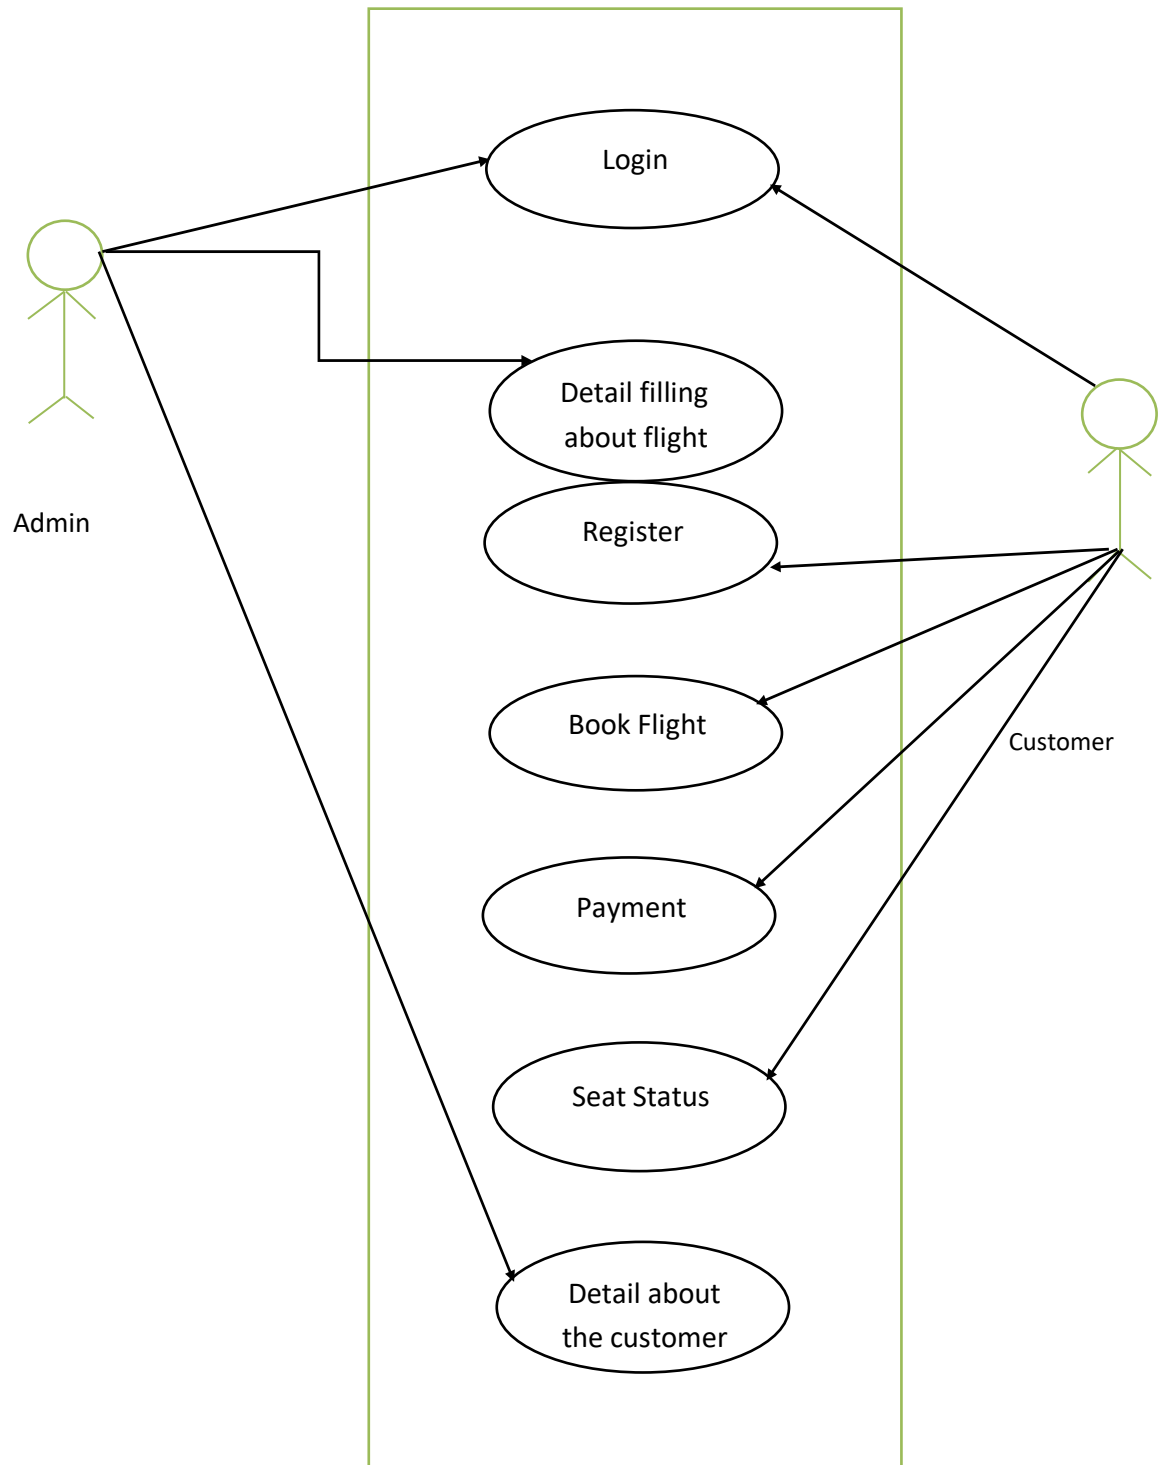 Login
Detail filling
about flight
Register
Admin
Book Flight
Customer
Payment
Seat Status
Detail about
the customer